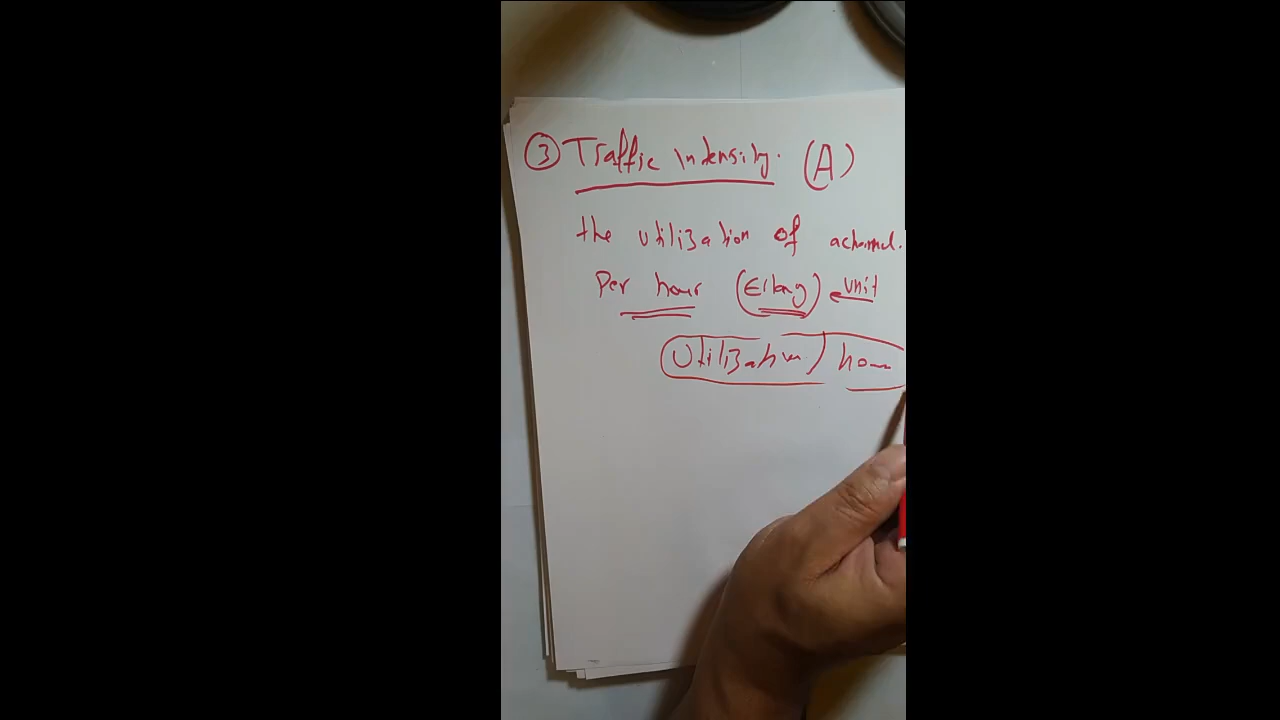 ③ Traffic Intensity. (A)
the utilization of a channel.
Per hour (Erlang) ← unit
Utilization / hour